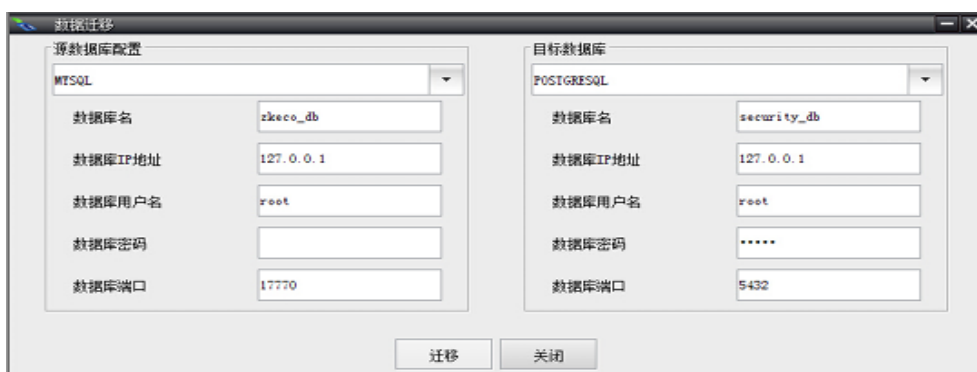 数据迁移
源数据库配置
MYSQL
数据库名 zkeco_db
数据库IP地址 127.0.0.1
数据库用户名 root
数据库密码
数据库端口 17770
目标数据库
POSTGRESQL
数据库名 security_db
数据库IP地址 127.0.0.1
数据库用户名 root
数据库密码 •••••
数据库端口 5432
迁移 关闭